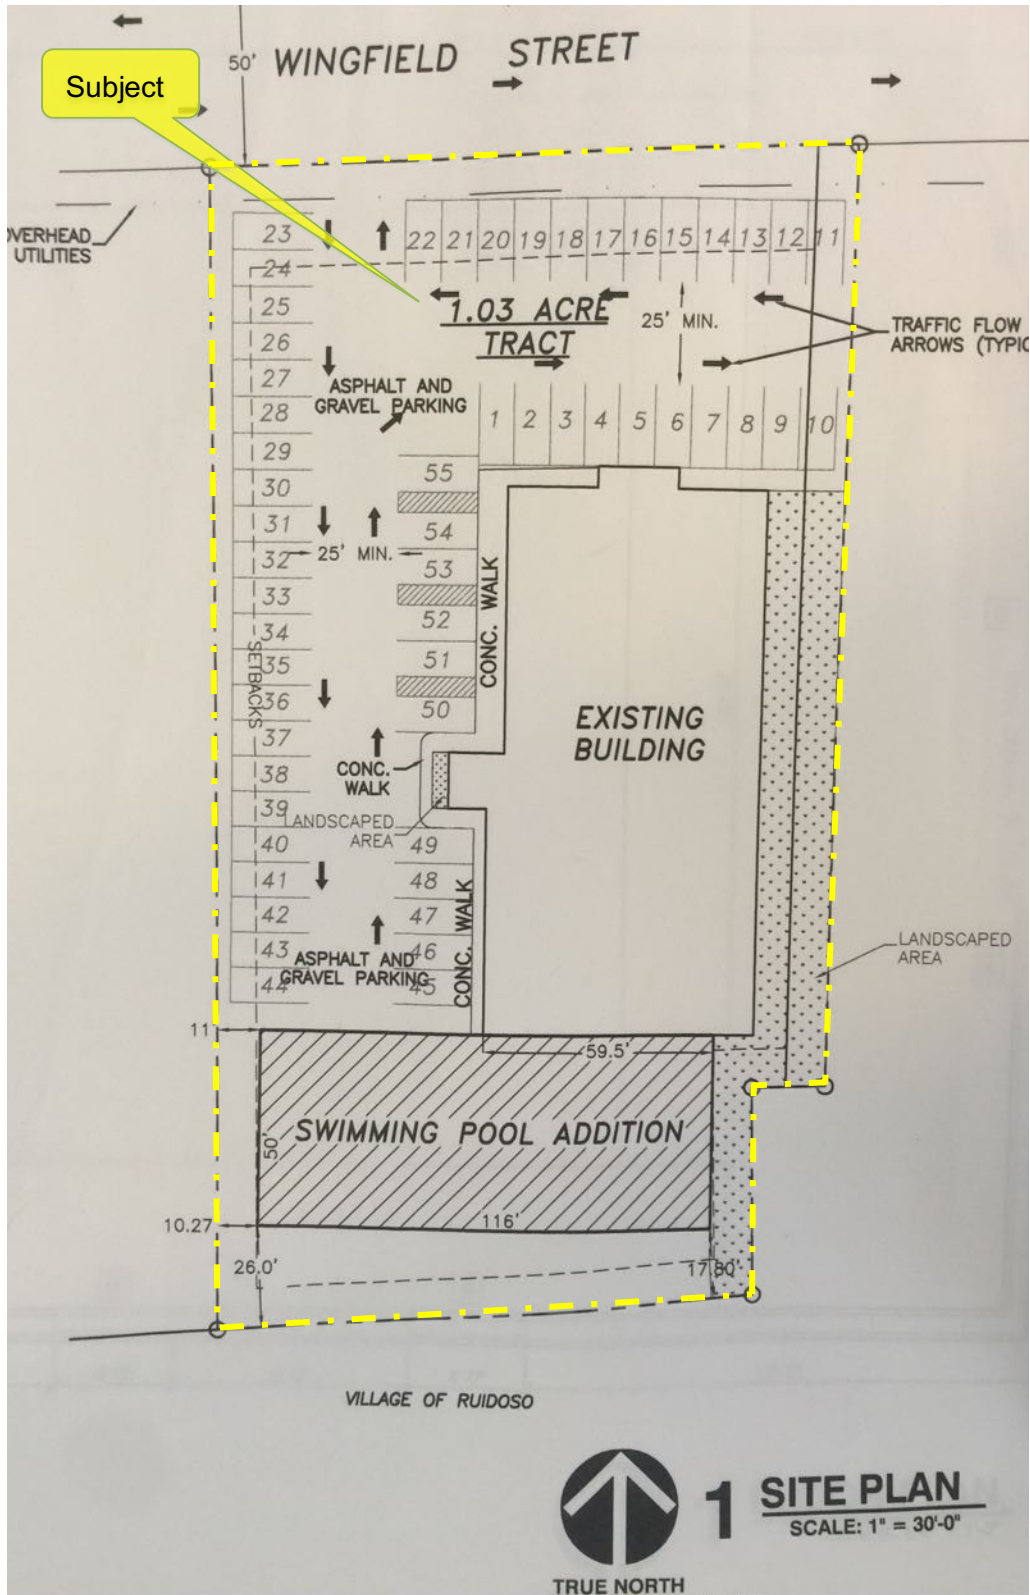 50' WINGFIELD STREET
Subject
OVERHEAD
UTILITIES
23
24
25
26
27
28
29
30
31
32
33
34
35
36
37
38
39
40
41
42
43
44
22 21 20 19 18 17 16 15 14 13 12 11
1.03 ACRE
TRACT
25' MIN.
TRAFFIC FLOW
ARROWS (TYPIC
ASPHALT AND
GRAVEL PARKING
1 2 3 4 5 6 7 8 9 10
55
54
25' MIN.
53
52
51
50
CONC. WALK
SETBACKS
EXISTING
BUILDING
CONC.
WALK
LANDSCAPED
AREA
49
48
47
46
45
CONC. WALK
ASPHALT AND
GRAVEL PARKING
LANDSCAPED
AREA
11
59.5'
SWIMMING POOL ADDITION
50'
116'
10.27
26.0'
17.80'
VILLAGE OF RUIDOSO
1 SITE PLAN
SCALE: 1" = 30'-0"
TRUE NORTH